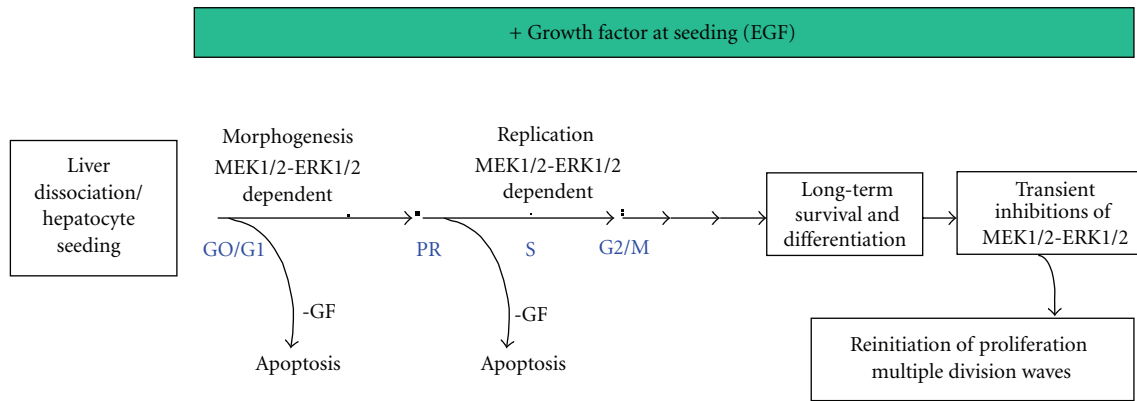 + Growth factor at seeding (EGF)
Liver
dissociation/
hepatocyte
seeding
Morphogenesis
MEK1/2-ERK1/2
dependent
Replication
MEK1/2-ERK1/2
dependent
GO/G1
PR
S
G2/M
-GF
Apoptosis
-GF
Apoptosis
Long-term
survival and
differentiation
Transient
inhibitions of
MEK1/2-ERK1/2
Reinitiation of proliferation
multiple division waves